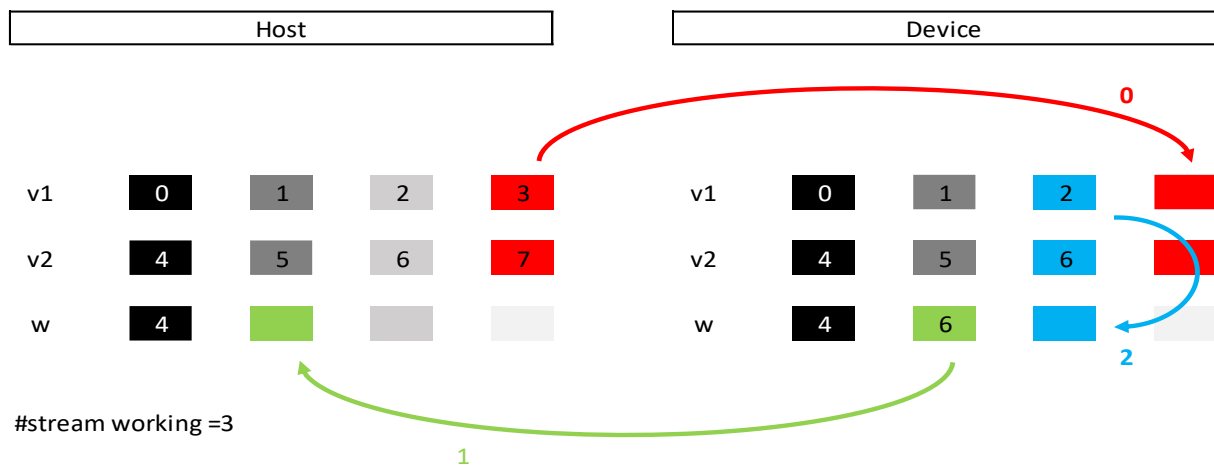 Host Device
0
v1 0 1 2 3 v1 0 1 2
v2 4 5 6 7 v2 4 5 6
w 4 w 4 6
2
#stream working =3
1